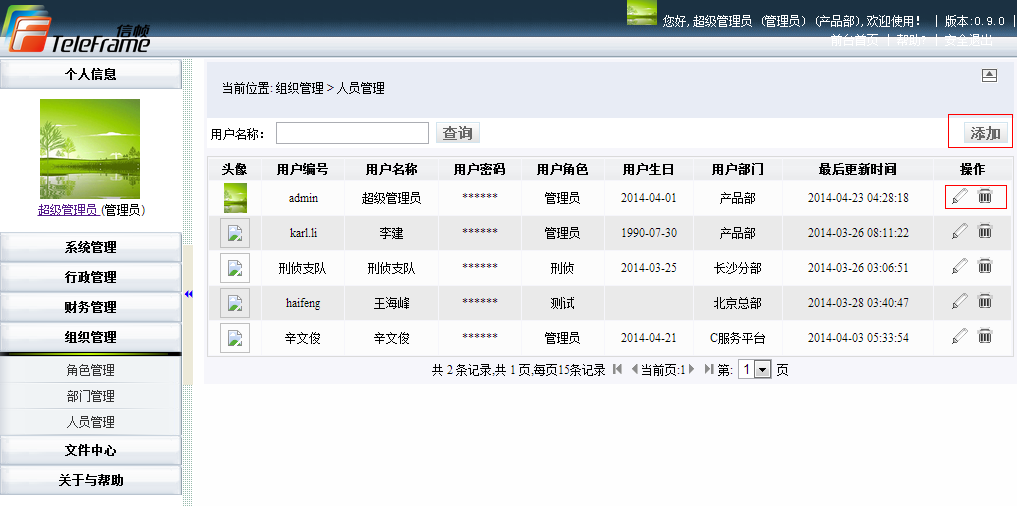 信帧
TeleFrame
您好, 超级管理员 (管理员) (产品部), 欢迎使用! | 版本:0.9.0 |
前台首页 | 帮助? | 安全退出
个人信息
超级管理员 (管理员)
系统管理
行政管理
财务管理
组织管理
角色管理
部门管理
人员管理
文件中心
关于与帮助
当前位置: 组织管理 > 人员管理
用户名称: 查询 添加
头像 用户编号 用户名称 用户密码 用户角色 用户生日 用户部门 最后更新时间 操作
admin 超级管理员 ****** 管理员 2014-04-01 产品部 2014-04-23 04:28:18
karl.li 李建 ****** 管理员 1990-07-30 产品部 2014-03-26 08:11:22
刑侦支队 刑侦支队 ****** 刑侦 2014-03-25 长沙分部 2014-03-26 03:06:51
haifeng 王海峰 ****** 测试 北京总部 2014-03-28 03:40:47
辛文俊 辛文俊 ****** 管理员 2014-04-21 C服务平台 2014-04-03 05:33:54
共 2 条记录,共 1 页,每页15条记录 当前页:1 第: 1 页